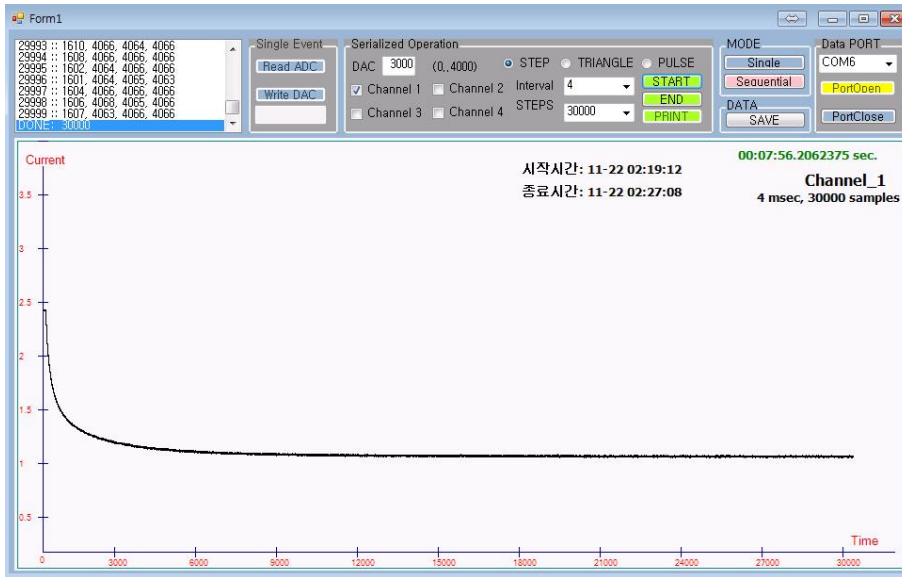 Form1
29993 :: 1610, 4066, 4064, 4066
29994 :: 1608, 4066, 4066, 4066
29995 :: 1602, 4064, 4066, 4066
29996 :: 1601, 4064, 4065, 4063
29997 :: 1604, 4066, 4066, 4066
29998 :: 1606, 4068, 4065, 4066
29999 :: 1607, 4063, 4066, 4066
DONE: 30000
Single Event
Read ADC
Write DAC
Serialized Operation
DAC 3000 (0,,4000) STEP TRIANGLE PULSE
Channel 1 Channel 2 Interval 4 START
END
Channel 3 Channel 4 STEPS 30000 PRINT
MODE
Single
Sequential
DATA
SAVE
Data PORT
COM6
PortOpen
PortClose
Current
시작시간: 11-22 02:19:12
종료시간: 11-22 02:27:08
00:07:56.2062375 sec.
Channel_1
4 msec, 30000 samples
3.5
3
2.5
2
1.5
1
0.5
Time
0 3000 6000 9000 12000 15000 18000 21000 24000 27000 30000